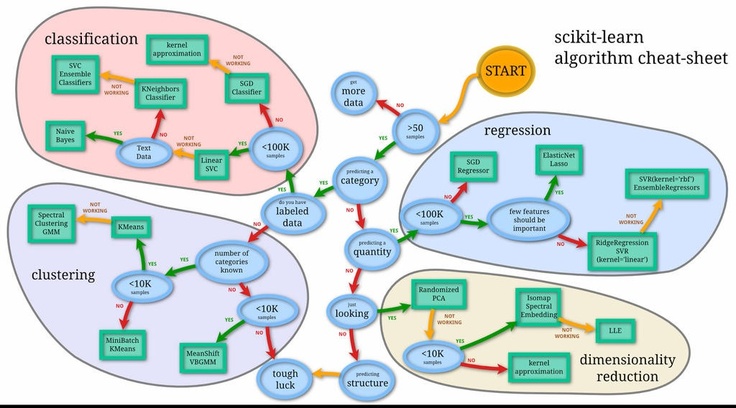 scikit-learn
algorithm cheat-sheet
START
get
more
data
NO
>50
samples
YES
predicting a
category
YES
NO
do you have
labeled
data
YES
NO
predicting a
quantity
YES
NO
just
looking
YES
NO
predicting
structure
tough
luck
classification
kernel
approximation
NOT
WORKING
SGD
Classifier
NO
<100K
samples
YES
Linear
SVC
NOT
WORKING
Text
Data
YES
Naive
Bayes
NO
KNeighbors
Classifier
NOT
WORKING
SVC
Ensemble
Classifiers
regression
<100K
samples
NO
SGD
Regressor
YES
few features
should be
important
YES
ElasticNet
Lasso
NO
RidgeRegression
SVR
(kernel='linear')
NOT
WORKING
SVR(kernel='rbf')
EnsembleRegressors
clustering
number of
categories
known
YES
NO
<10K
samples
YES
KMeans
NOT
WORKING
Spectral
Clustering
GMM
NO
MiniBatch
KMeans
<10K
samples
YES
MeanShift
VBGMM
NO
dimensionality
reduction
Randomized
PCA
NOT
WORKING
<10K
samples
YES
Isomap
Spectral
Embedding
NOT
WORKING
LLE
NO
kernel
approximation